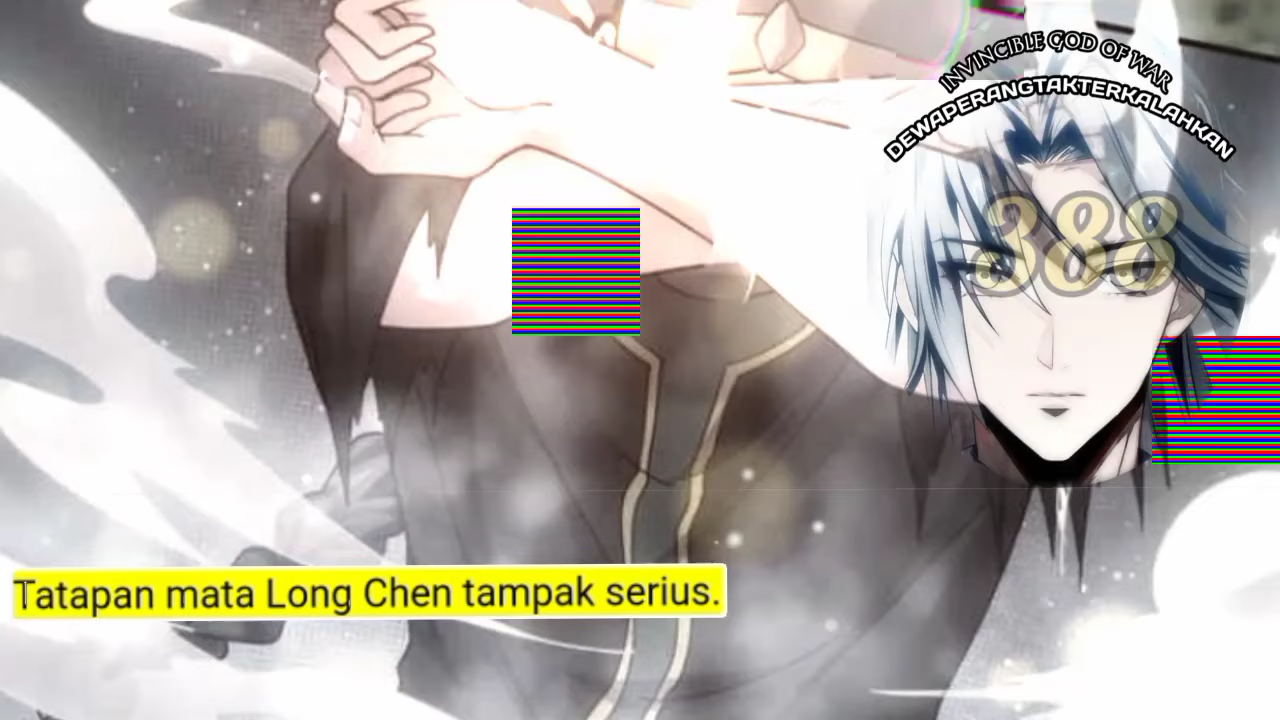 INVINCIBLE GOD OF WAR
DEWAPERANGTAKTERKALAHKAN
388
Tatapan mata Long Chen tampak serius.